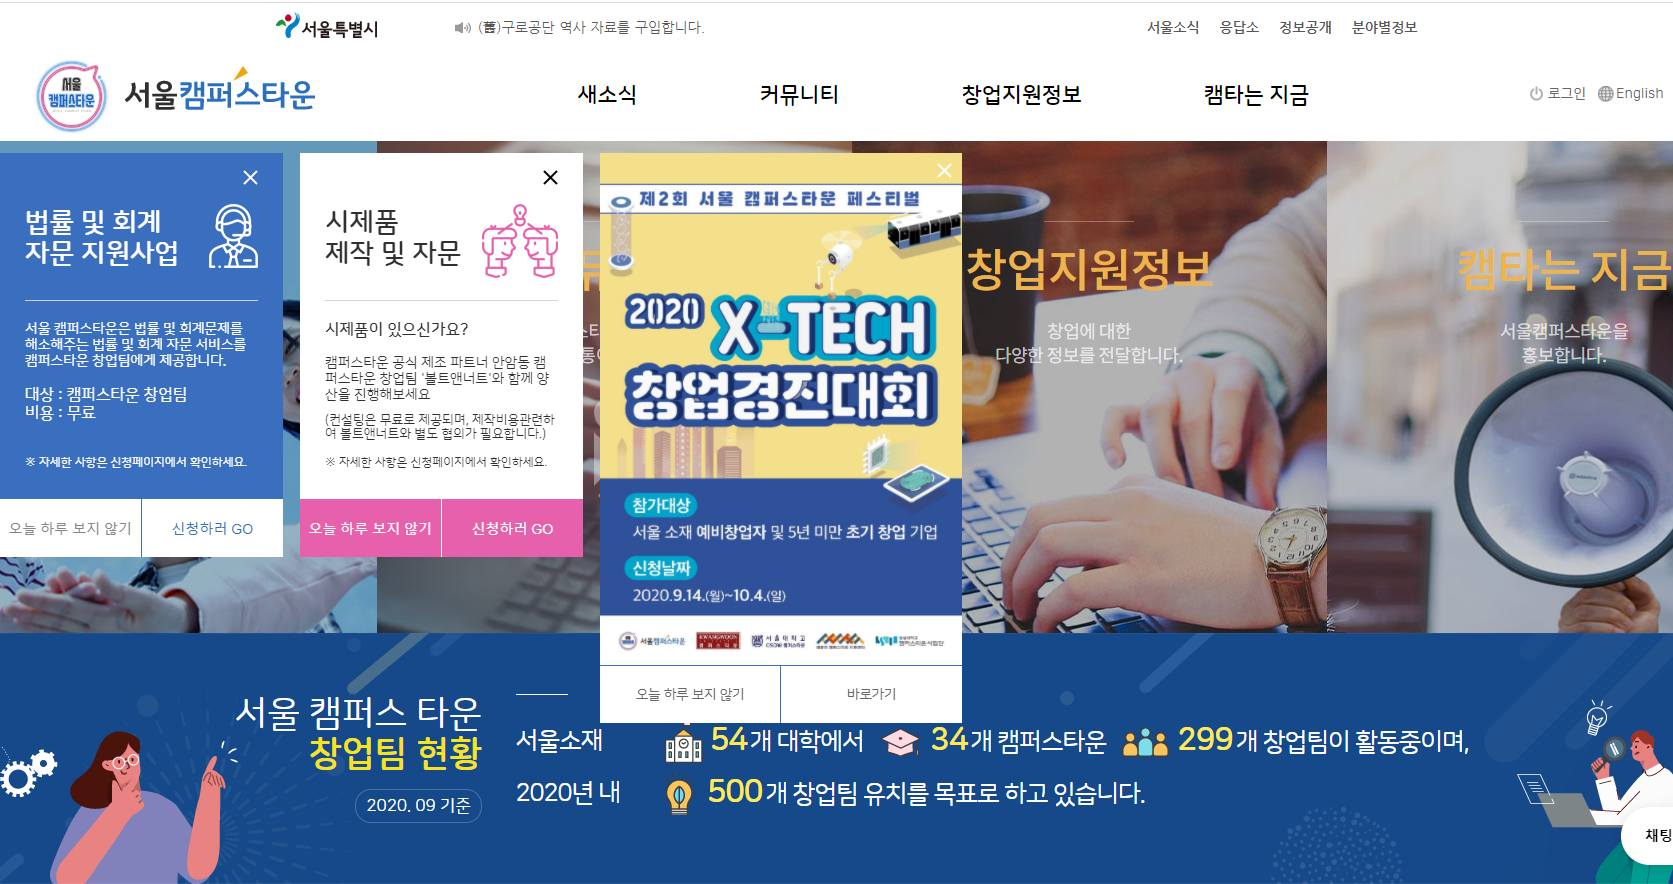 서울특별시
(舊)구로공단 역사 자료를 구입합니다.
서울소식 응답소 정보공개 분야별정보
서울 캠퍼스타운
서울캠퍼스타운
새소식 커뮤니티 창업지원정보 캠타는 지금
로그인 English
법률 및 회계
자문 지원사업
서울 캠퍼스타운은 법률 및 회계문제를
해소해주는 법률 및 회계 자문 서비스를
캠퍼스타운 창업팀에게 제공합니다.
대상 : 캠퍼스타운 창업팀
비용 : 무료
※ 자세한 사항은 신청페이지에서 확인하세요.
오늘 하루 보지 않기 신청하러 GO
시제품
제작 및 자문
시제품이 있으신가요?
캠퍼스타운 공식 제조 파트너 안암동 캠
퍼스타운 창업팀 '볼트앤너트'와 함께 양
산을 진행해보세요
(컨설팅은 무료로 제공되며, 제작비용관련하
여 볼트앤너트와 별도 협의가 필요합니다.)
※ 자세한 사항은 신청페이지에서 확인하세요.
오늘 하루 보지 않기 신청하러 GO
제2회 서울 캠퍼스타운 페스티벌
2020 X-TECH
창업경진대회
참가대상
서울 소재 예비창업자 및 5년 미만 초기 창업 기업
신청날짜
2020.9.14.(월)~10.4.(일)
서울캠퍼스타운 KWANGWOON 캠퍼스타운 서울대학교
오늘 하루 보지 않기 바로가기
창업지원정보
창업에 대한
다양한 정보를 전달합니다.
캠타는 지금
서울캠퍼스타운을
홍보합니다.
서울 캠퍼스 타운
창업팀 현황
2020. 09 기준
서울소재 54개 대학에서 34개 캠퍼스타운 299개 창업팀이 활동중이며,
2020년 내 500개 창업팀 유치를 목표로 하고 있습니다.
채팅